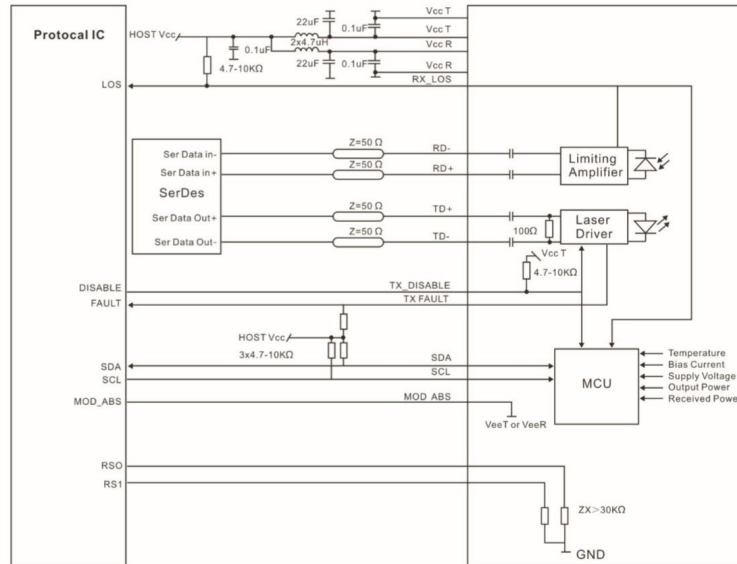 Protocal IC
HOST Vcc
22uF
0.1uF
Vcc T
Vcc T
0.1uF
2x4.7uH
Vcc R
4.7-10KΩ
22uF
0.1uF
Vcc R
LOS
RX_LOS
Ser Data in-
Z=50 Ω
RD-
Ser Data in+
Z=50 Ω
RD+
Limiting
Amplifier
SerDes
Ser Data Out+
Z=50 Ω
TD+
Ser Data Out-
Z=50 Ω
TD-
100Ω
Laser
Driver
Vcc T
4.7-10KΩ
DISABLE
TX_DISABLE
FAULT
TX FAULT
HOST Vcc
3x4.7-10KΩ
SDA
SDA
SCL
SCL
MCU
Temperature
Bias Current
Supply Voltage
Output Power
Received Power
MOD_ABS
MOD ABS
VeeT or VeeR
RSO
RS1
ZX＞30KΩ
GND